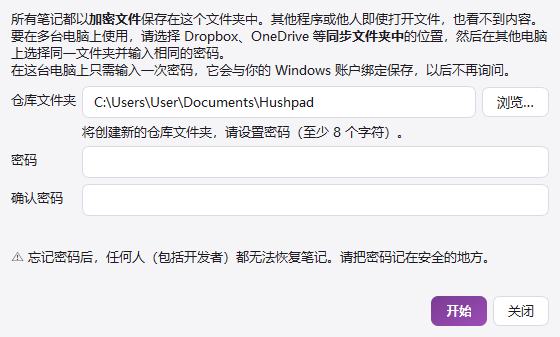 所有笔记都以加密文件保存在这个文件夹中。其他程序或他人即使打开文件，也看不到内容。
要在多台电脑上使用，请选择 Dropbox、OneDrive 等同步文件夹中的位置，然后在其他电脑
上选择同一文件夹并输入相同的密码。
在这台电脑上只需输入一次密码，它会与你的 Windows 账户绑定保存，以后不再询问。
仓库文件夹 C:\Users\User\Documents\Hushpad 浏览...
将创建新的仓库文件夹，请设置密码（至少 8 个字符）。
密码
确认密码
⚠ 忘记密码后，任何人（包括开发者）都无法恢复笔记。请把密码记在安全的地方。
开始 关闭